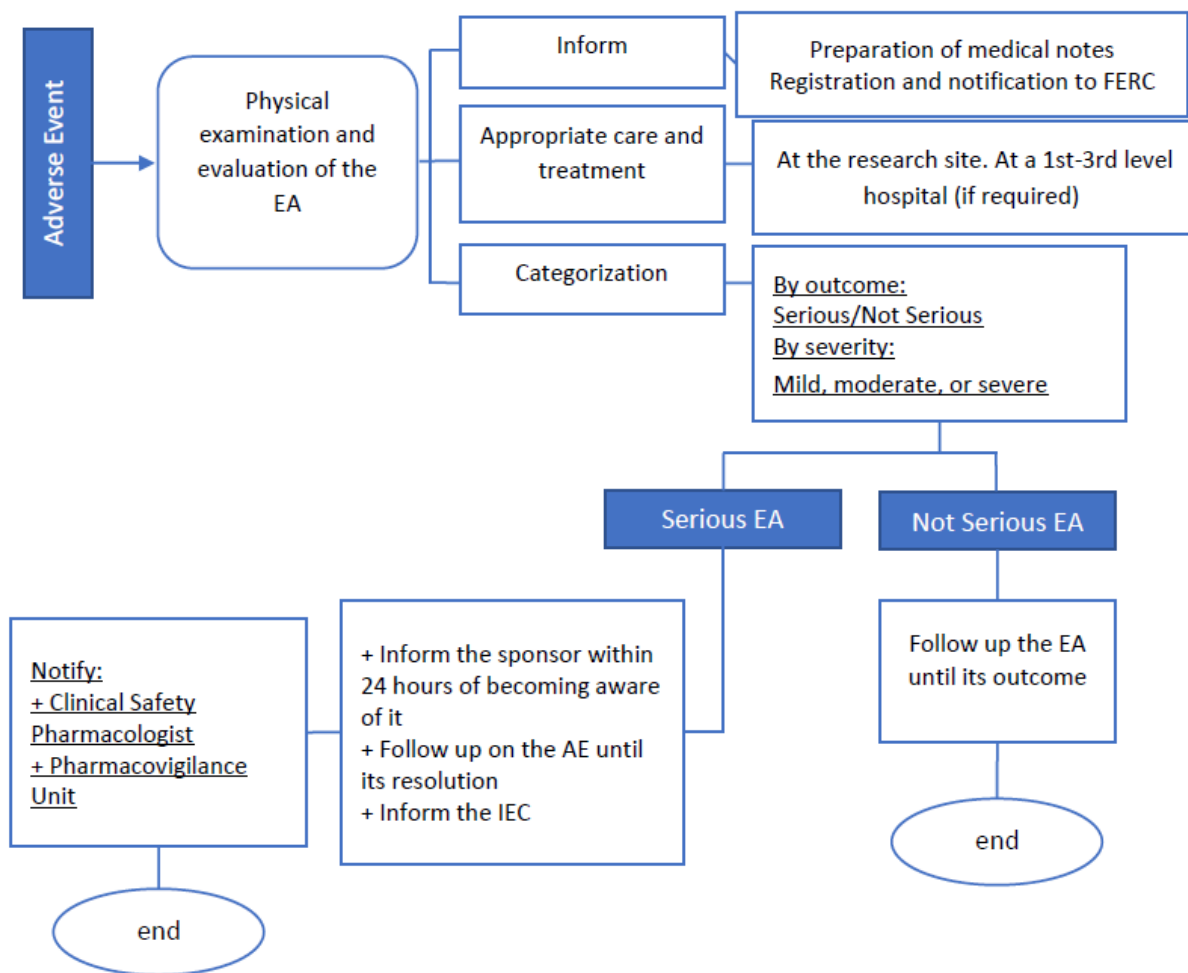 Adverse Event
Physical
examination and
evaluation of the
EA
Inform
Preparation of medical notes
Registration and notification to FERC
Appropriate care and
treatment
At the research site. At a 1st-3rd level
hospital (if required)
Categorization
By outcome:
Serious/Not Serious
By severity:
Mild, moderate, or severe
Serious EA
Not Serious EA
Notify:
+ Clinical Safety
Pharmacologist
+ Pharmacovigilance
Unit
+ Inform the sponsor within
24 hours of becoming aware
of it
+ Follow up on the AE until
its resolution
+ Inform the IEC
Follow up the EA
until its outcome
end
end